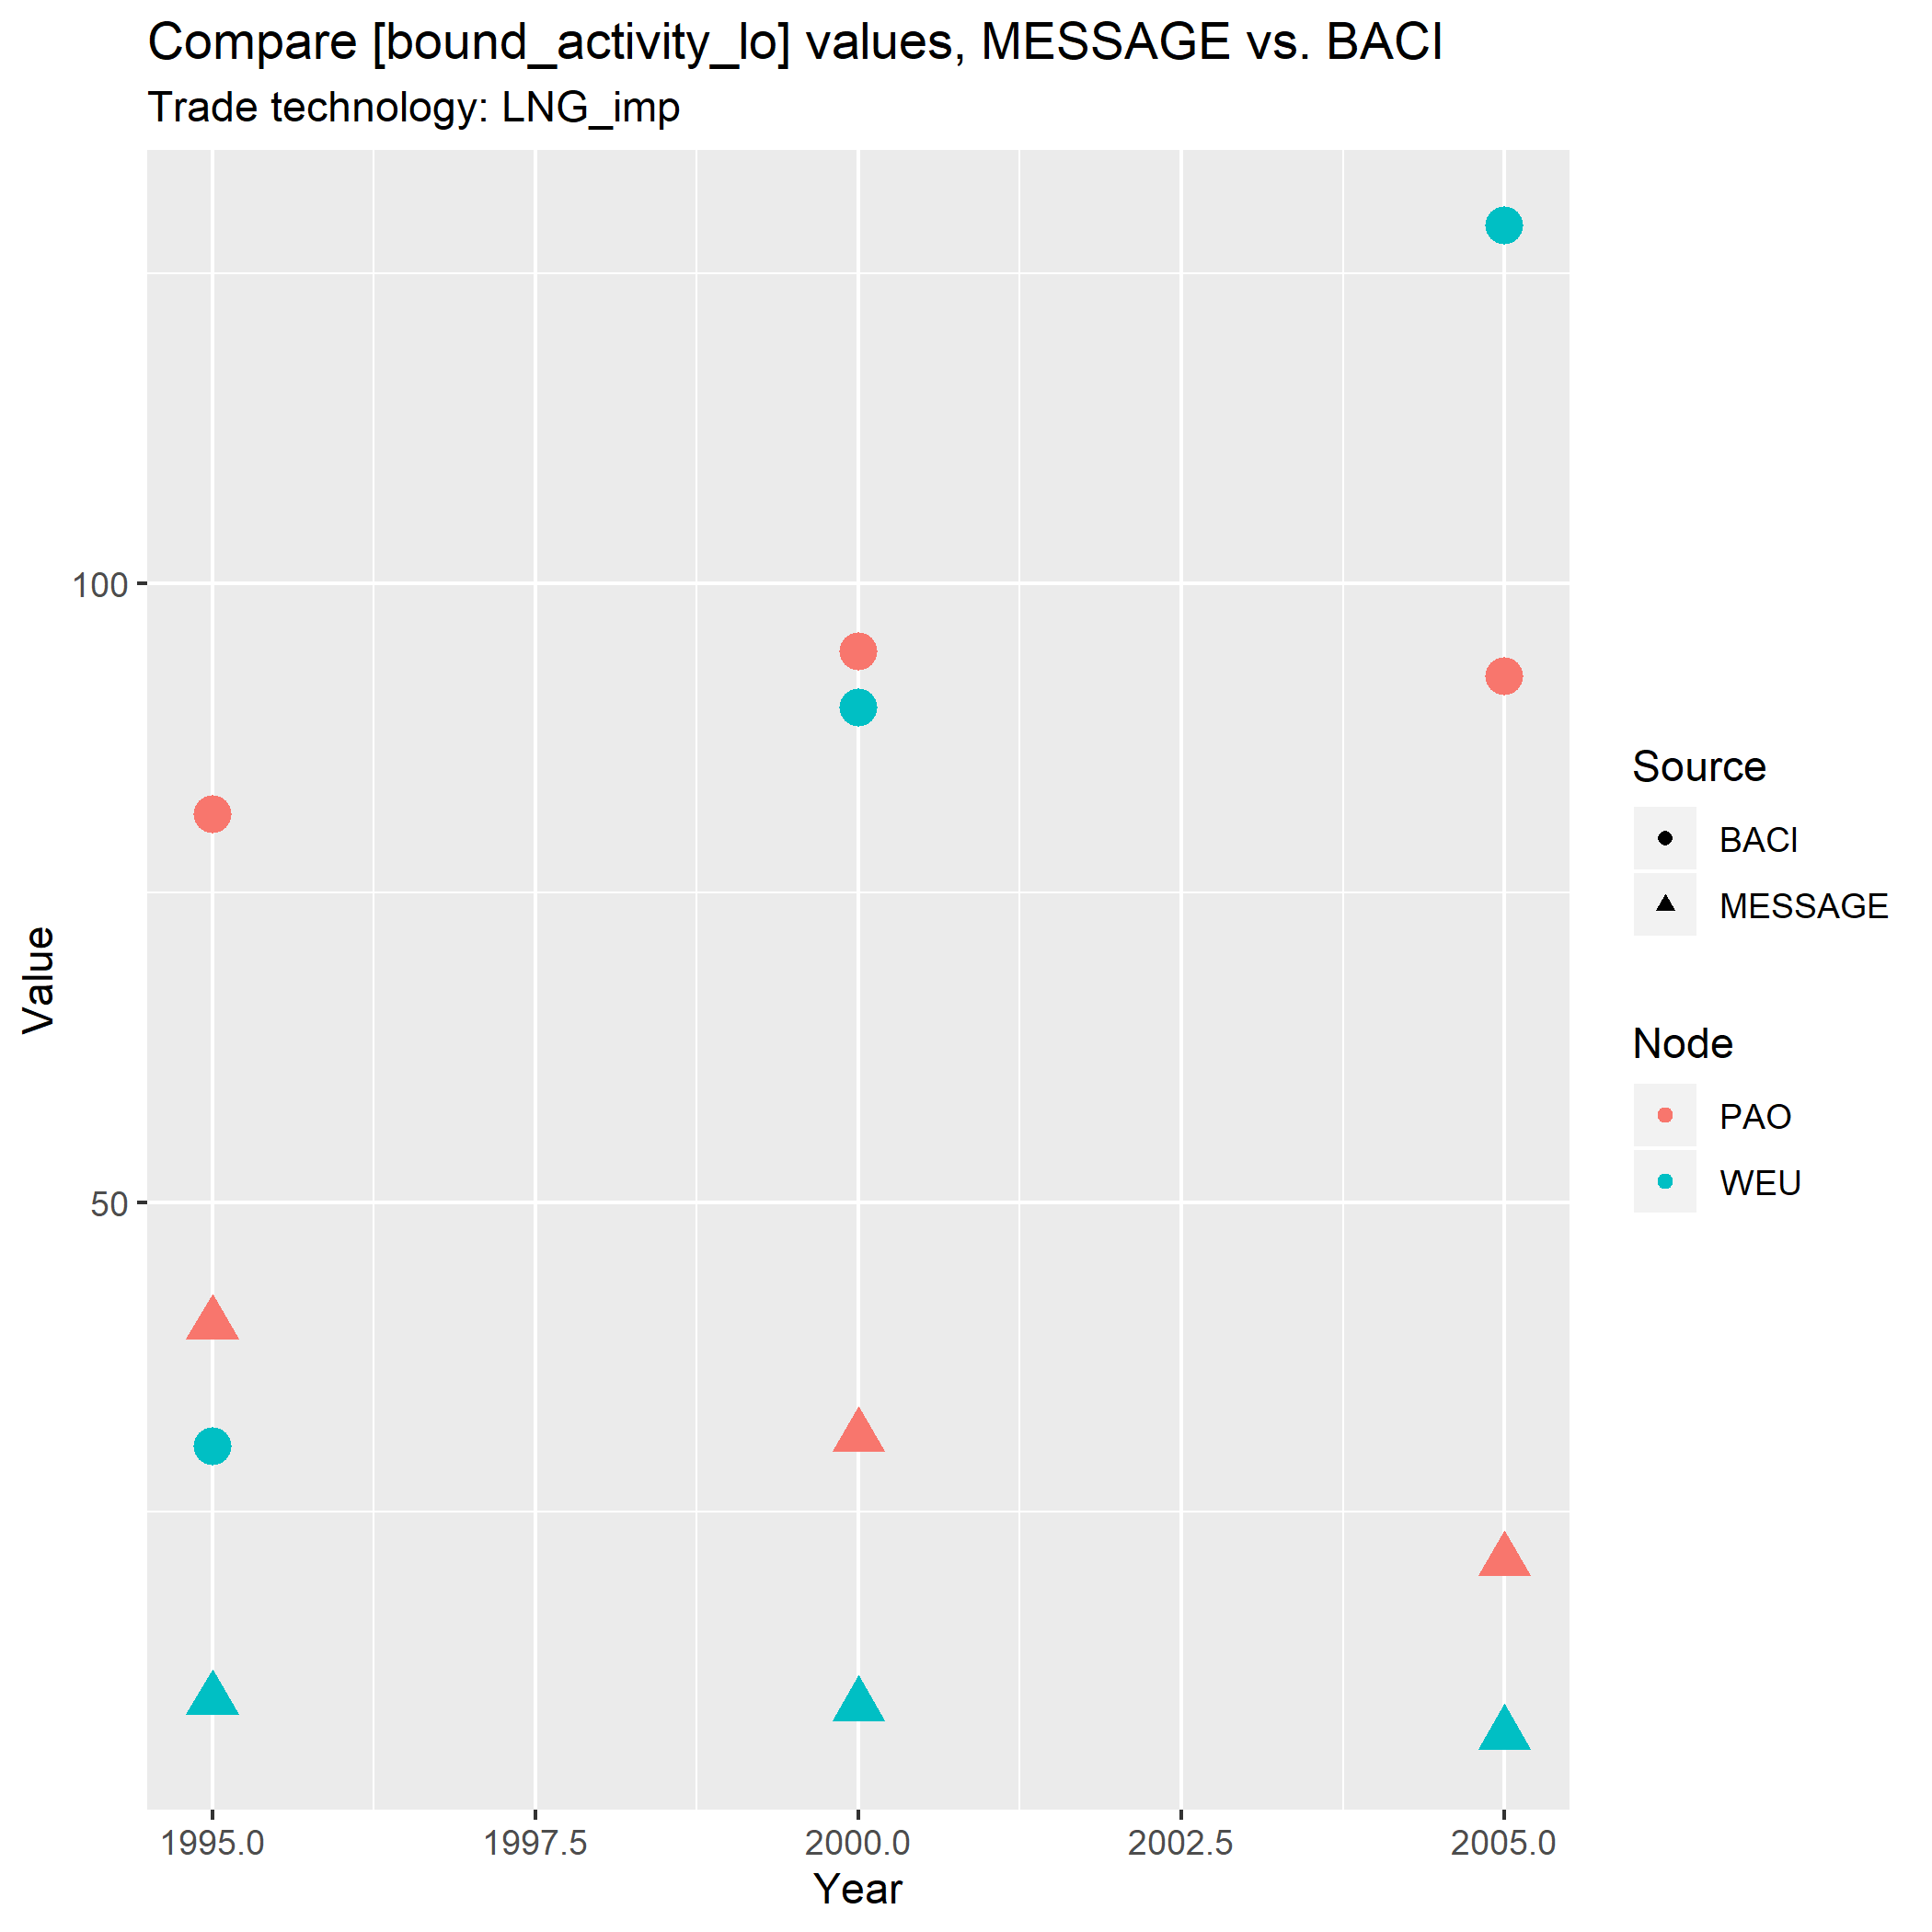 Compare [bound_activity_lo] values, MESSAGE vs. BACI
Trade technology: LNG_imp
100
50
Value
1995.0
1997.5
2000.0
2002.5
2005.0
Year
Source
BACI
MESSAGE
Node
PAO
WEU